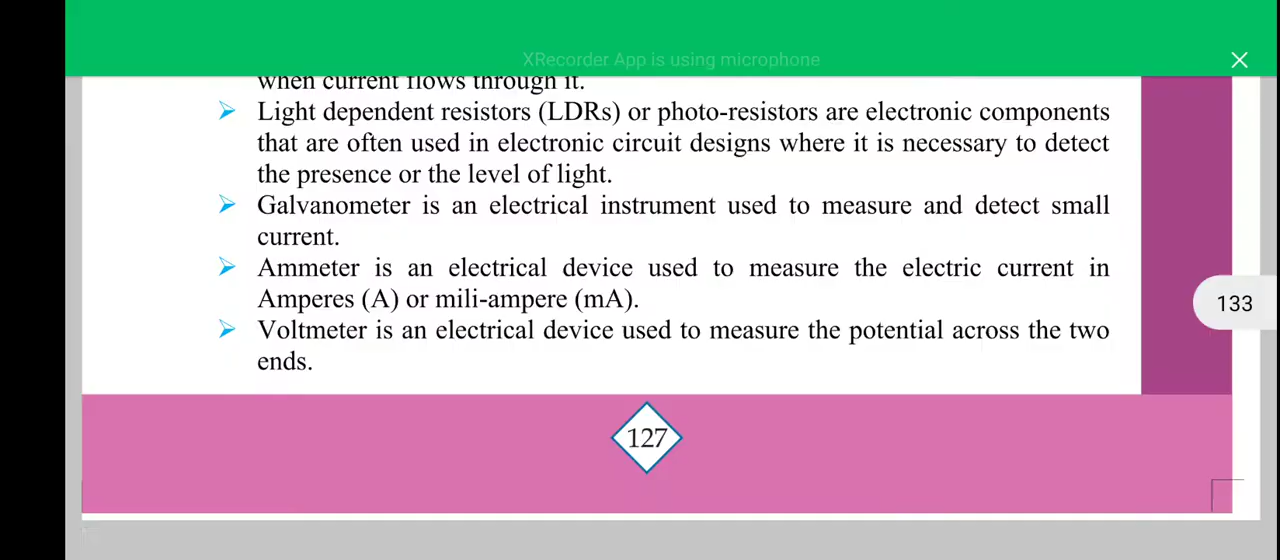 XRecorder App is using microphone
when current flows through it.
➢ Light dependent resistors (LDRs) or photo-resistors are electronic components
that are often used in electronic circuit designs where it is necessary to detect
the presence or the level of light.
➢ Galvanometer is an electrical instrument used to measure and detect small
current.
➢ Ammeter is an electrical device used to measure the electric current in
Amperes (A) or mili-ampere (mA).
133
➢ Voltmeter is an electrical device used to measure the potential across the two
ends.
127